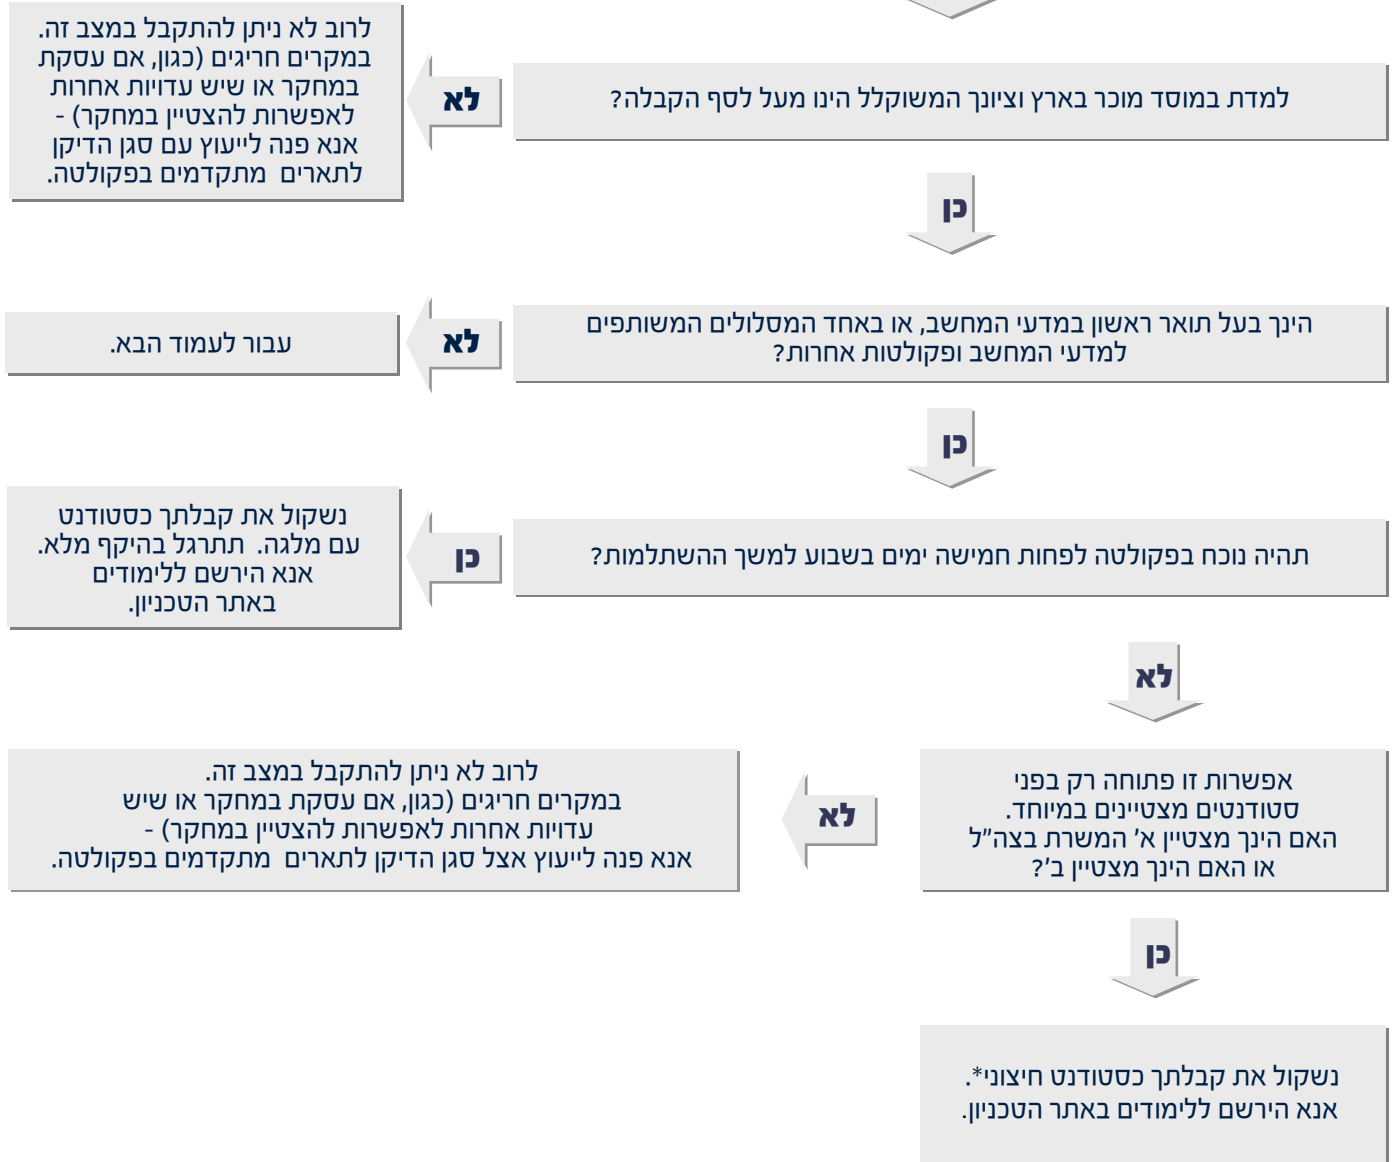 למדת במוסד מוכר בארץ וציונך המשוקלל הינו מעל לסף הקבלה?
לא
לרוב לא ניתן להתקבל במצב זה.
במקרים חריגים (כגון, אם עסקת
במחקר או שיש עדויות אחרות
לאפשרות להצטיין במחקר) -
אנא פנה לייעוץ עם סגן הדיקן
לתארים  מתקדמים בפקולטה.
כן
הינך בעל תואר ראשון במדעי המחשב, או באחד המסלולים המשותפים
למדעי המחשב ופקולטות אחרות?
לא
עבור לעמוד הבא.
כן
תהיה נוכח בפקולטה לפחות חמישה ימים בשבוע למשך ההשתלמות?
כן
נשקול את קבלתך כסטודנט
עם מלגה.  תתרגל בהיקף מלא.
אנא הירשם ללימודים
באתר הטכניון.
לא
אפשרות זו פתוחה רק בפני
סטודנטים מצטיינים במיוחד.
האם הינך מצטיין א' המשרת בצה"ל
או האם הינך מצטיין ב'?
לא
לרוב לא ניתן להתקבל במצב זה.
במקרים חריגים (כגון, אם עסקת במחקר או שיש
עדויות אחרות לאפשרות להצטיין במחקר) -
אנא פנה לייעוץ אצל סגן הדיקן לתארים  מתקדמים בפקולטה.
כן
נשקול את קבלתך כסטודנט חיצוני*.
אנא הירשם ללימודים באתר הטכניון.